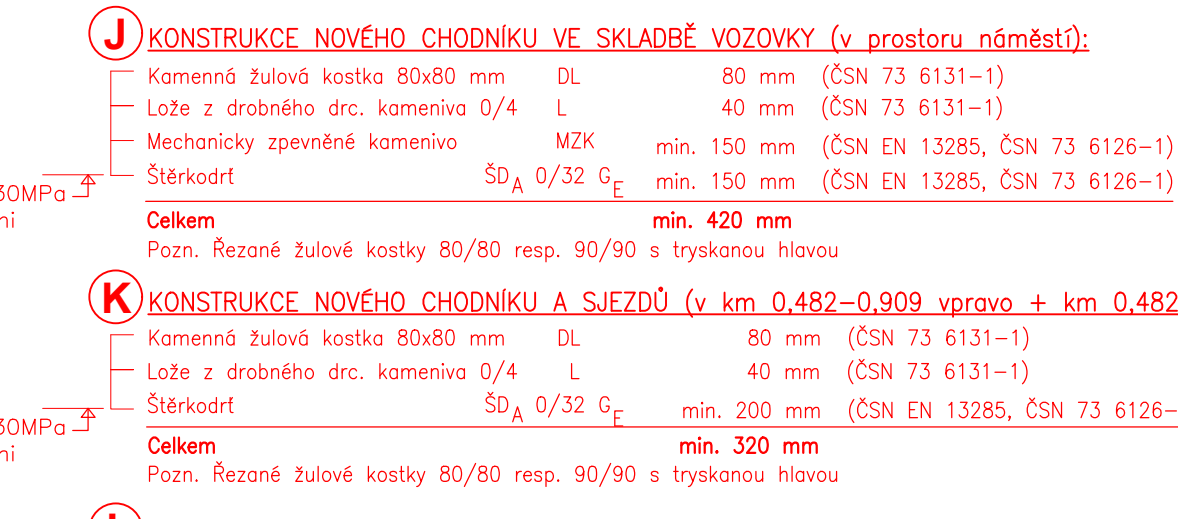 J KONSTRUKCE NOVÉHO CHODNÍKU VE SKLADBĚ VOZOVKY (v prostoru náměstí):
Kamenná žulová kostka 80x80 mm DL 80 mm (ČSN 73 6131-1)
Lože z drobného drc. kameniva 0/4 L 40 mm (ČSN 73 6131-1)
Mechanicky zpevněné kamenivo MZK min. 150 mm (ČSN EN 13285, ČSN 73 6126-1)
Štěrkodrť ŠDA 0/32 GE min. 150 mm (ČSN EN 13285, ČSN 73 6126-1)
30MPa
ni
Celkem min. 420 mm
Pozn. Řezané žulové kostky 80/80 resp. 90/90 s tryskanou hlavou
K KONSTRUKCE NOVÉHO CHODNÍKU A SJEZDŮ (v km 0,482-0,909 vpravo + km 0,482
Kamenná žulová kostka 80x80 mm DL 80 mm (ČSN 73 6131-1)
Lože z drobného drc. kameniva 0/4 L 40 mm (ČSN 73 6131-1)
Štěrkodrť ŠDA 0/32 GE min. 200 mm (ČSN EN 13285, ČSN 73 6126-
30MPa
ni
Celkem min. 320 mm
Pozn. Řezané žulové kostky 80/80 resp. 90/90 s tryskanou hlavou